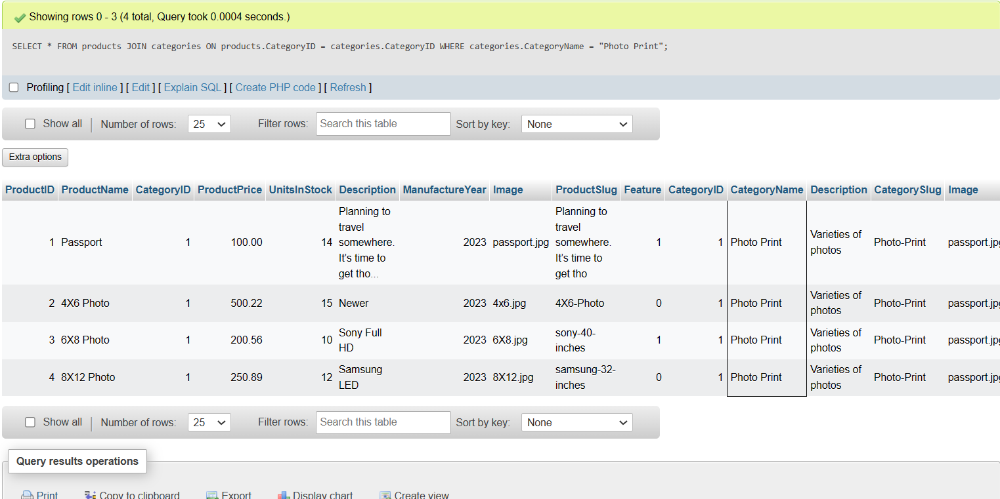 Showing rows 0 - 3 (4 total, Query took 0.0004 seconds.)
SELECT * FROM products JOIN categories ON products.CategoryID = categories.CategoryID WHERE categories.CategoryName = "Photo Print";
Profiling [ Edit inline ] [ Edit ] [ Explain SQL ] [ Create PHP code ] [ Refresh ]
Show all | Number of rows: 25 Filter rows: Search this table Sort by key: None
Extra options
ProductID ProductName CategoryID ProductPrice UnitsInStock Description ManufactureYear Image ProductSlug Feature CategoryID CategoryName Description CategorySlug Image
1 Passport 1 100.00 14 Planning to travel somewhere. It's time to get tho... 2023 passport.jpg Planning to travel somewhere. It's time to get tho 1 1 Photo Print Varieties of photos Photo-Print passport.jpg
2 4X6 Photo 1 500.22 15 Newer 2023 4x6.jpg 4X6-Photo 0 1 Photo Print Varieties of photos Photo-Print passport.jpg
3 6X8 Photo 1 200.56 10 Sony Full HD 2023 6X8.jpg sony-40-inches 1 1 Photo Print Varieties of photos Photo-Print passport.jpg
4 8X12 Photo 1 250.89 12 Samsung LED 2023 8X12.jpg samsung-32-inches 0 1 Photo Print Varieties of photos Photo-Print passport.jpg
Show all | Number of rows: 25 Filter rows: Search this table Sort by key: None
Query results operations
Print Copy to clipboard Export Display chart Create view